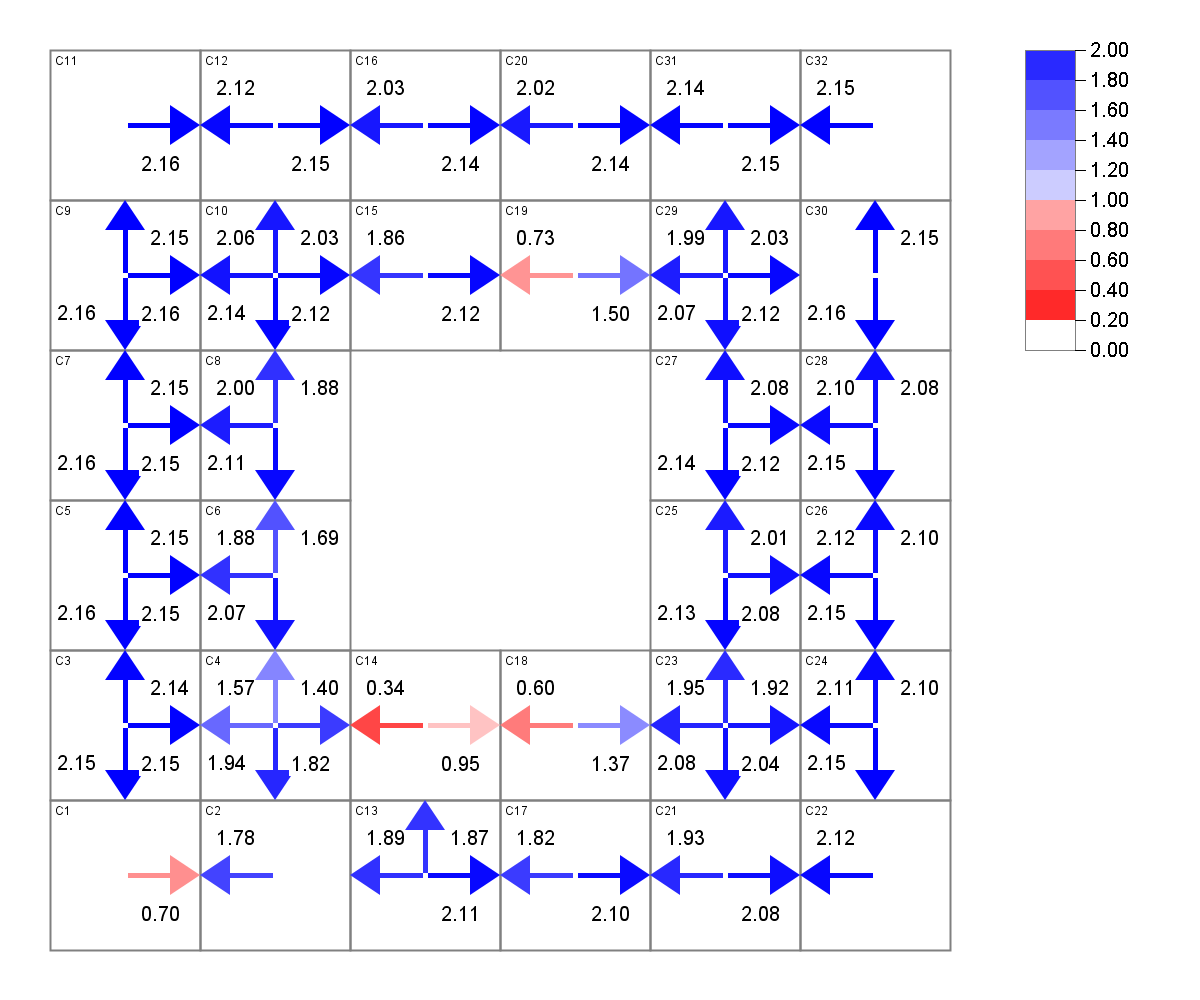 C11 C12 C16 C20 C31 C32 2.00
2.12 2.03 2.02 2.14 2.15 1.80
1.60
2.16 2.15 2.14 2.14 2.15 1.40
1.20
1.00
C9 C10 C15 C19 C29 C30
2.15 2.06 2.03 1.86 0.73 1.99 2.03 2.15 0.80
0.60
0.40
2.16 2.16 2.14 2.12 2.12 1.50 2.07 2.12 2.16 0.20
0.00
C7 C8 C27 C28
2.15 2.00 1.88 2.08 2.10 2.08
2.16 2.15 2.11 2.14 2.12 2.15
C5 C6 C25 C26
2.15 1.88 1.69 2.01 2.12 2.10
2.16 2.15 2.07 2.13 2.08 2.15
C3 C4 C14 C18 C23 C24
2.14 1.57 1.40 0.34 0.60 1.95 1.92 2.11 2.10
2.15 2.15 1.94 1.82 0.95 1.37 2.08 2.04 2.15
C1 C2 C13 C17 C21 C22
1.78 1.89 1.87 1.82 1.93 2.12
0.70 2.11 2.10 2.08